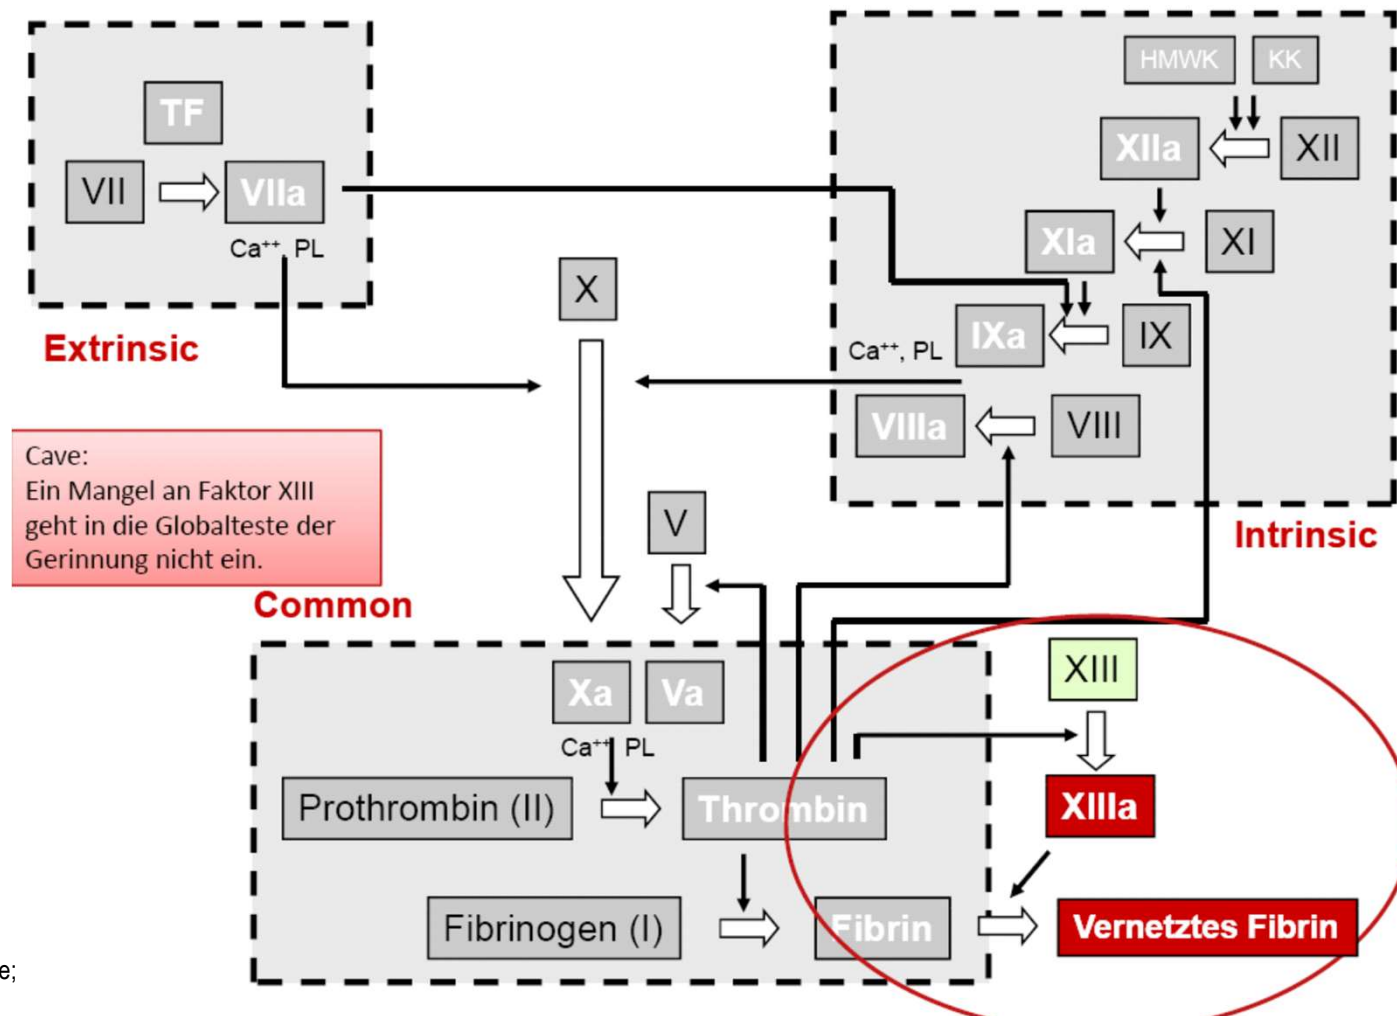 HMWK KK
TF
XIIa XII
VII VIIa
Ca⁺⁺, PL
XIa XI
X
Extrinsic
IXa IX
Ca⁺⁺, PL
VIIIa VIII
Cave:
Ein Mangel an Faktor XIII
geht in die Globalteste der
Gerinnung nicht ein.
V
Intrinsic
Common
XIII
Xa Va
Ca⁺⁺ PL
Prothrombin (II) Thrombin XIIIa
Fibrinogen (I) Fibrin Vernetztes Fibrin
e;